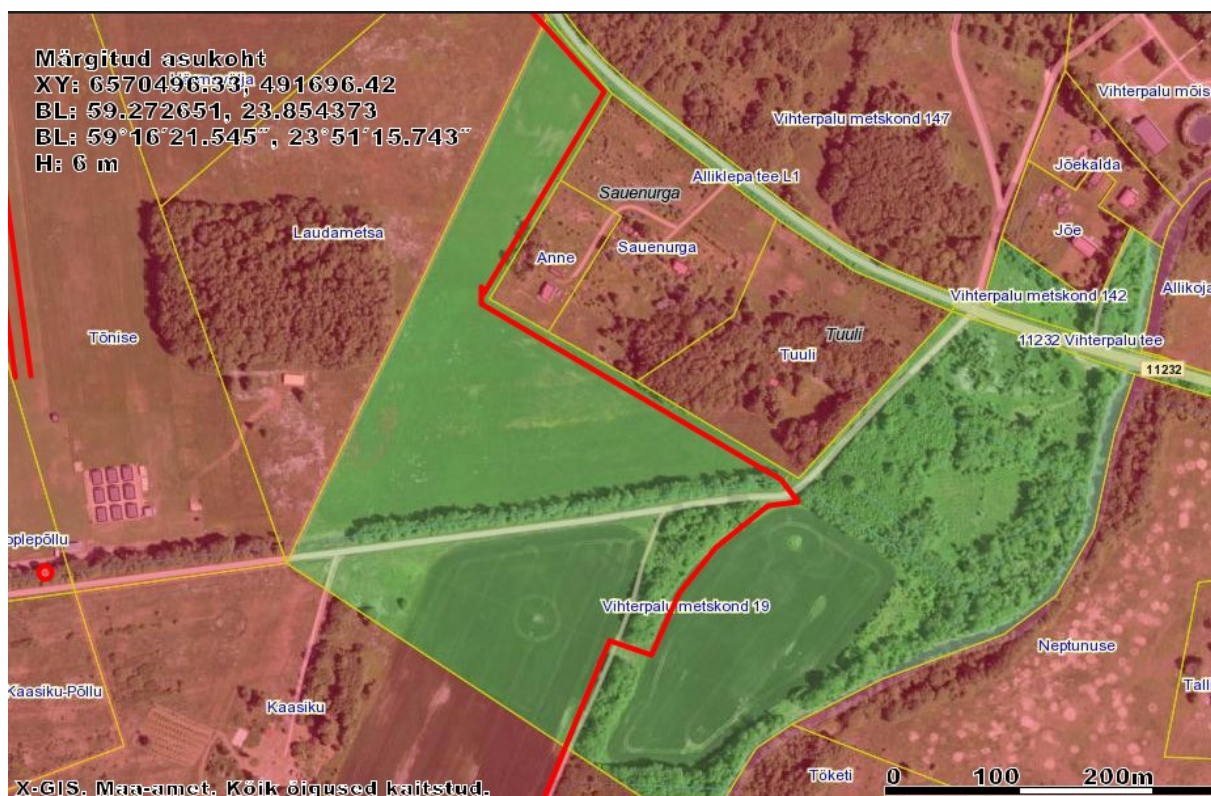 Märgitud asukoht
XY: 6570496.33, 491696.42
BL: 59.272651, 23.854373
BL: 59°16´21.545˝, 23°51´15.743˝
H: 6 m
Vihterpalu mõis
Vihterpalu metskond 147
Jõekalda
Alliklepa tee L1
Sauenurga
Laudametsa
Jõe
Sauenurga
Anne
Allikoja
Vihterpalu metskond 142
Tõnise
Tuuli
11232 Vihterpalu tee
Tuuli
11232
oplepõllu
Vihterpalu metskond 19
Neptunuse
Kaasiku-Põllu
Talli
Kaasiku
Töketi
0 100 200m
X-GIS. Maa-amet. Kõik õigused kaitstud.